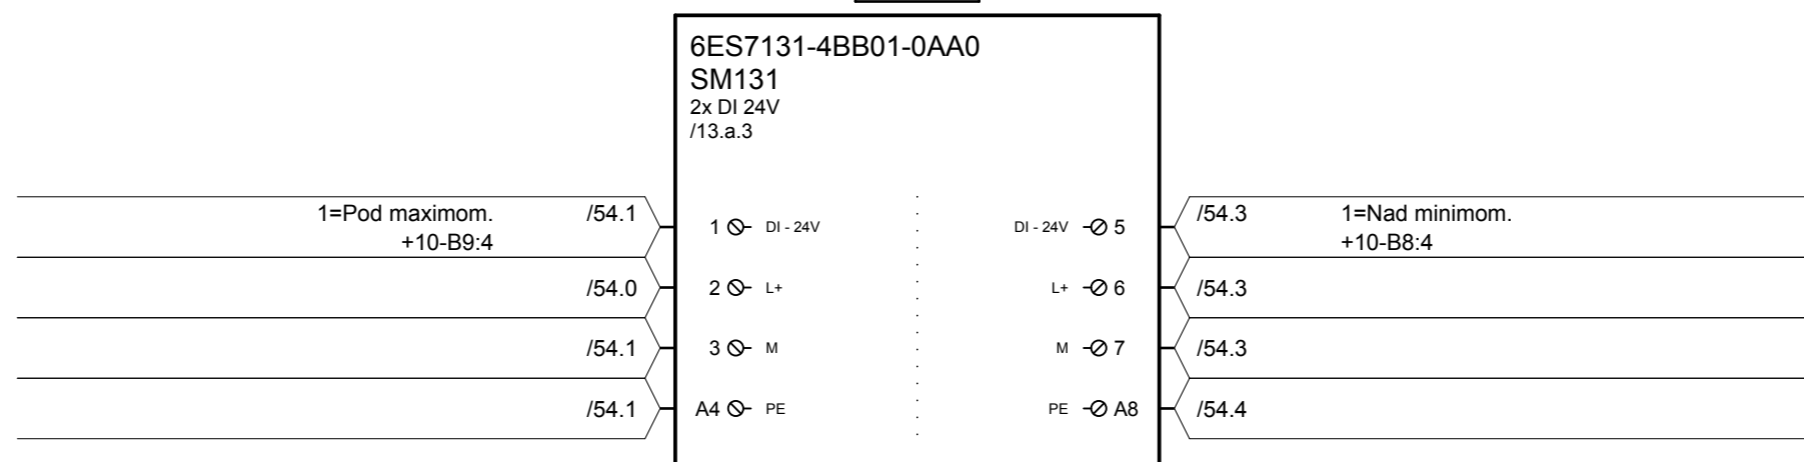 6ES7131-4BB01-0AA0
SM131
2x DI 24V
/13.a.3
1=Pod maximom. /54.1 1 DI - 24V DI - 24V 5 /54.3 1=Nad minimom.
+10-B9:4 +10-B8:4
/54.0 2 L+ L+ 6 /54.3
/54.1 3 M M 7 /54.3
/54.1 A4 PE PE A8 /54.4